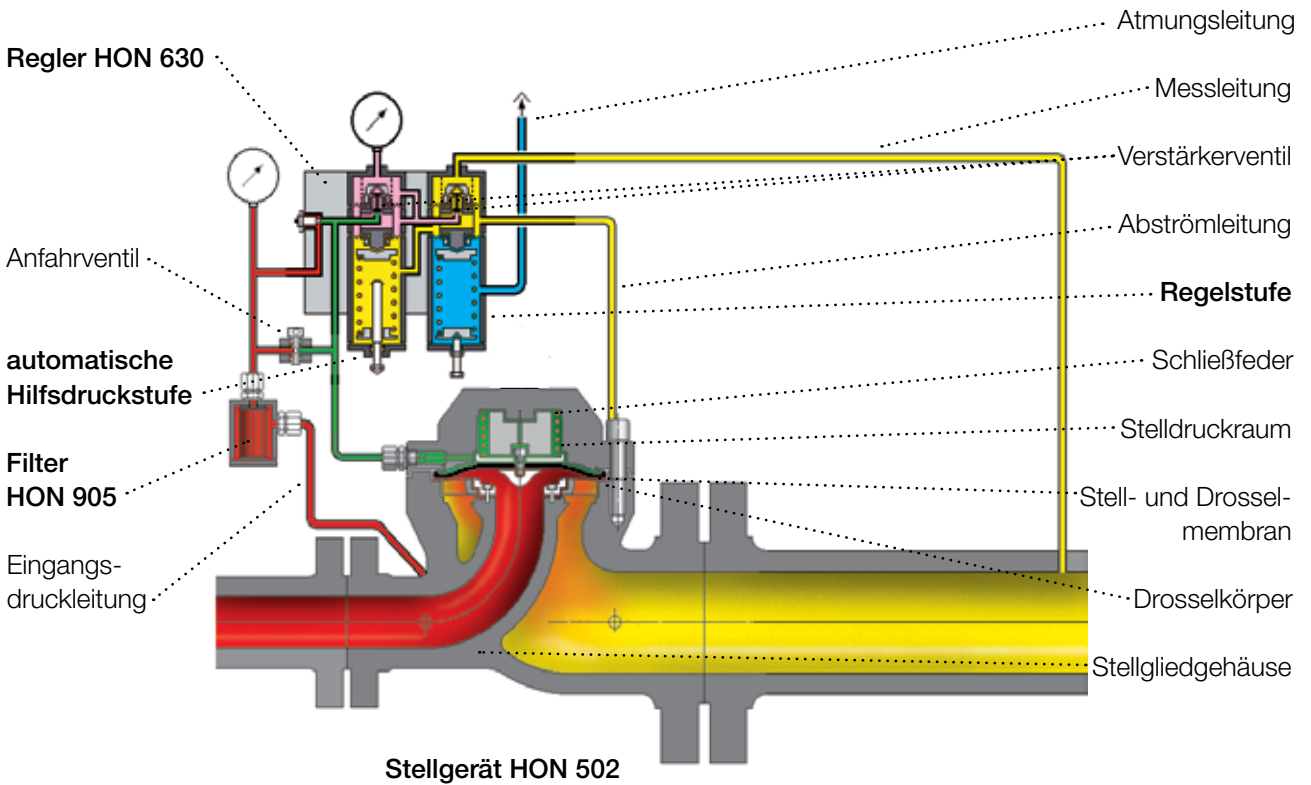 Atmungsleitung
Regler HON 630
Messleitung
Verstärkerventil
Abströmleitung
Anfahrventil
Regelstufe
automatische
Hilfsdruckstufe
Schließfeder
Stelldruckraum
Filter
HON 905
Stell- und Drossel-
membran
Eingangs-
druckleitung
Drosselkörper
Stellgliedgehäuse
Stellgerät HON 502